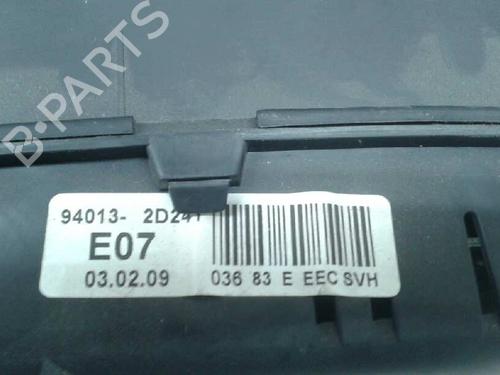 B-PARTS
94013- 2D241
E07
03.02.09
036 83 E EEC SVH